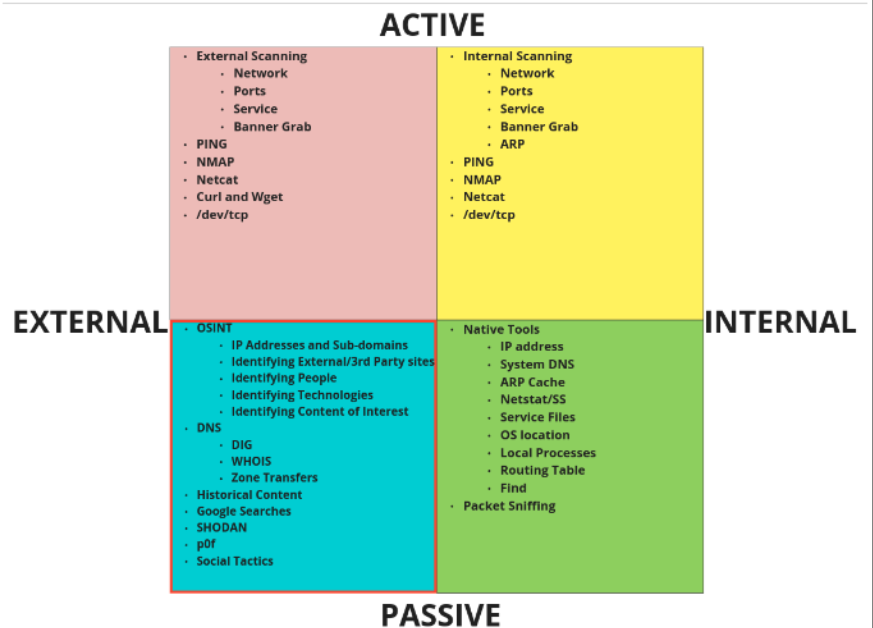 ACTIVE
· External Scanning
· Network
· Ports
· Service
· Banner Grab
· PING
· NMAP
· Netcat
· Curl and Wget
· /dev/tcp
· Internal Scanning
· Network
· Ports
· Service
· Banner Grab
· ARP
· PING
· NMAP
· Netcat
· /dev/tcp
EXTERNAL
INTERNAL
· OSINT
· IP Addresses and Sub-domains
· Identifying External/3rd Party sites
· Identifying People
· Identifying Technologies
· Identifying Content of Interest
· DNS
· DIG
· WHOIS
· Zone Transfers
· Historical Content
· Google Searches
· SHODAN
· p0f
· Social Tactics
· Native Tools
· IP address
· System DNS
· ARP Cache
· Netstat/SS
· Service Files
· OS location
· Local Processes
· Routing Table
· Find
· Packet Sniffing
PASSIVE